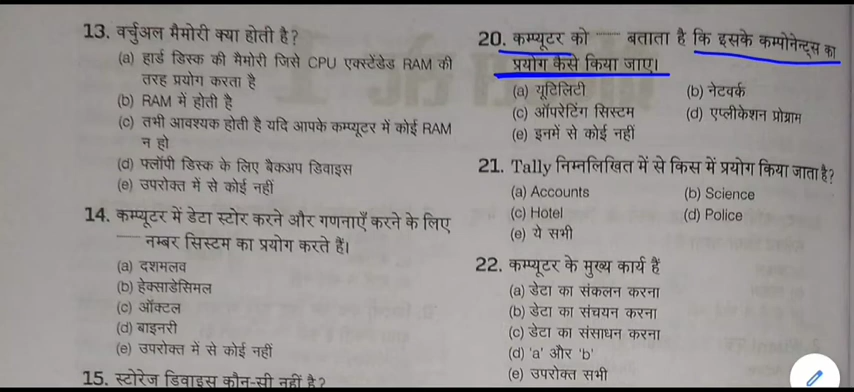 13. वर्चुअल मैमोरी क्या होती है?
(a) हार्ड डिस्क की मैमोरी जिसे CPU एक्स्टेंडेड RAM की
तरह प्रयोग करता है
(b) RAM में होती है
(c) तभी आवश्यक होती है यदि आपके कम्प्यूटर में कोई RAM
न हो
(d) फ्लॉपी डिस्क के लिए बैकअप डिवाइस
(e) उपरोक्त में से कोई नहीं
14. कम्प्यूटर में डेटा स्टोर करने और गणनाएँ करने के लिए
___ नम्बर सिस्टम का प्रयोग करते हैं।
(a) दशमलव
(b) हेक्साडेसिमल
(c) ऑक्टल
(d) बाइनरी
(e) उपरोक्त में से कोई नहीं
15. स्टोरेज डिवाइस कौन-सी नहीं है?
20. कम्प्यूटर को ...... बताता है कि इसके कम्पोनेन्ट्स का
प्रयोग कैसे किया जाए।
(a) यूटिलिटी (b) नेटवर्क
(c) ऑपरेटिंग सिस्टम (d) एप्लीकेशन प्रोग्राम
(e) इनमें से कोई नहीं
21. Tally निम्नलिखित में से किस में प्रयोग किया जाता है?
(a) Accounts (b) Science
(c) Hotel (d) Police
(e) ये सभी
22. कम्प्यूटर के मुख्य कार्य हैं
(a) डेटा का संकलन करना
(b) डेटा का संचयन करना
(c) डेटा का संसाधन करना
(d) 'a' और 'b'
(e) उपरोक्त सभी